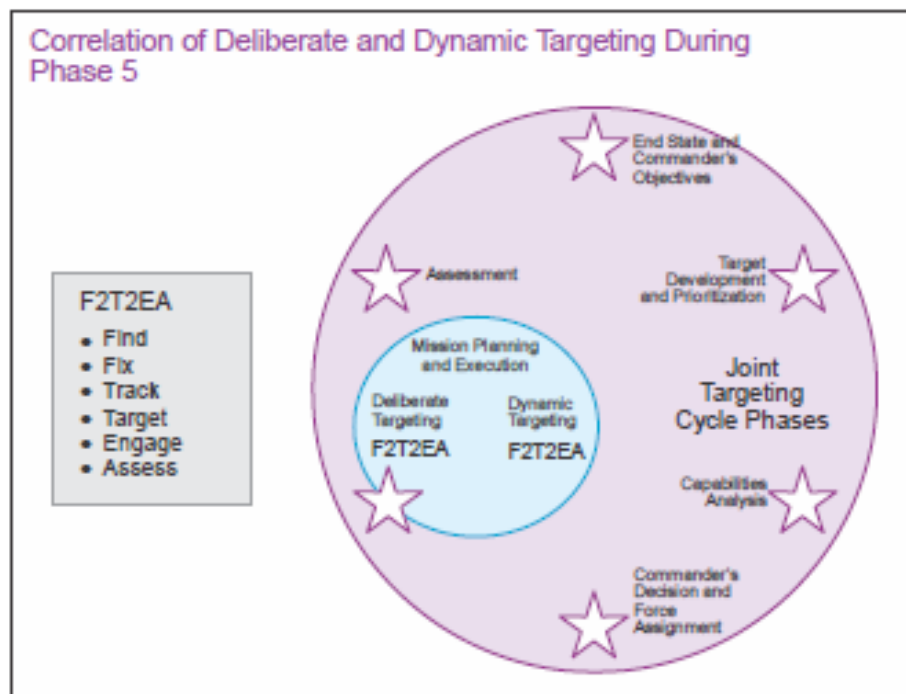 Correlation of Deliberate and Dynamic Targeting During
Phase 5
F2T2EA
• Find
• Fix
• Track
• Target
• Engage
• Assess
End State and
Commander's
Objectives
Target
Development
and Prioritization
Joint
Targeting
Cycle Phases
Capabilities
Analysis
Commander's
Decision and
Force
Assignment
Mission Planning
and Execution
Deliberate
Targeting
F2T2EA
Dynamic
Targeting
F2T2EA
Assessment